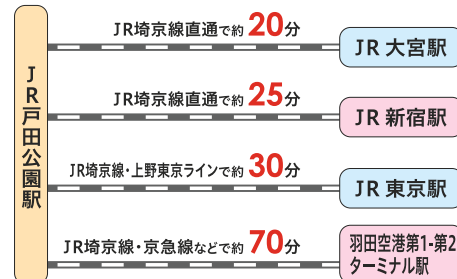 JR戸田公園駅
JR埼京線直通で約20分
JR 大宮駅
JR埼京線直通で約25分
JR 新宿駅
JR埼京線・上野東京ラインで約30分
JR 東京駅
JR埼京線・京急線などで約70分
羽田空港第1-第2
ターミナル駅